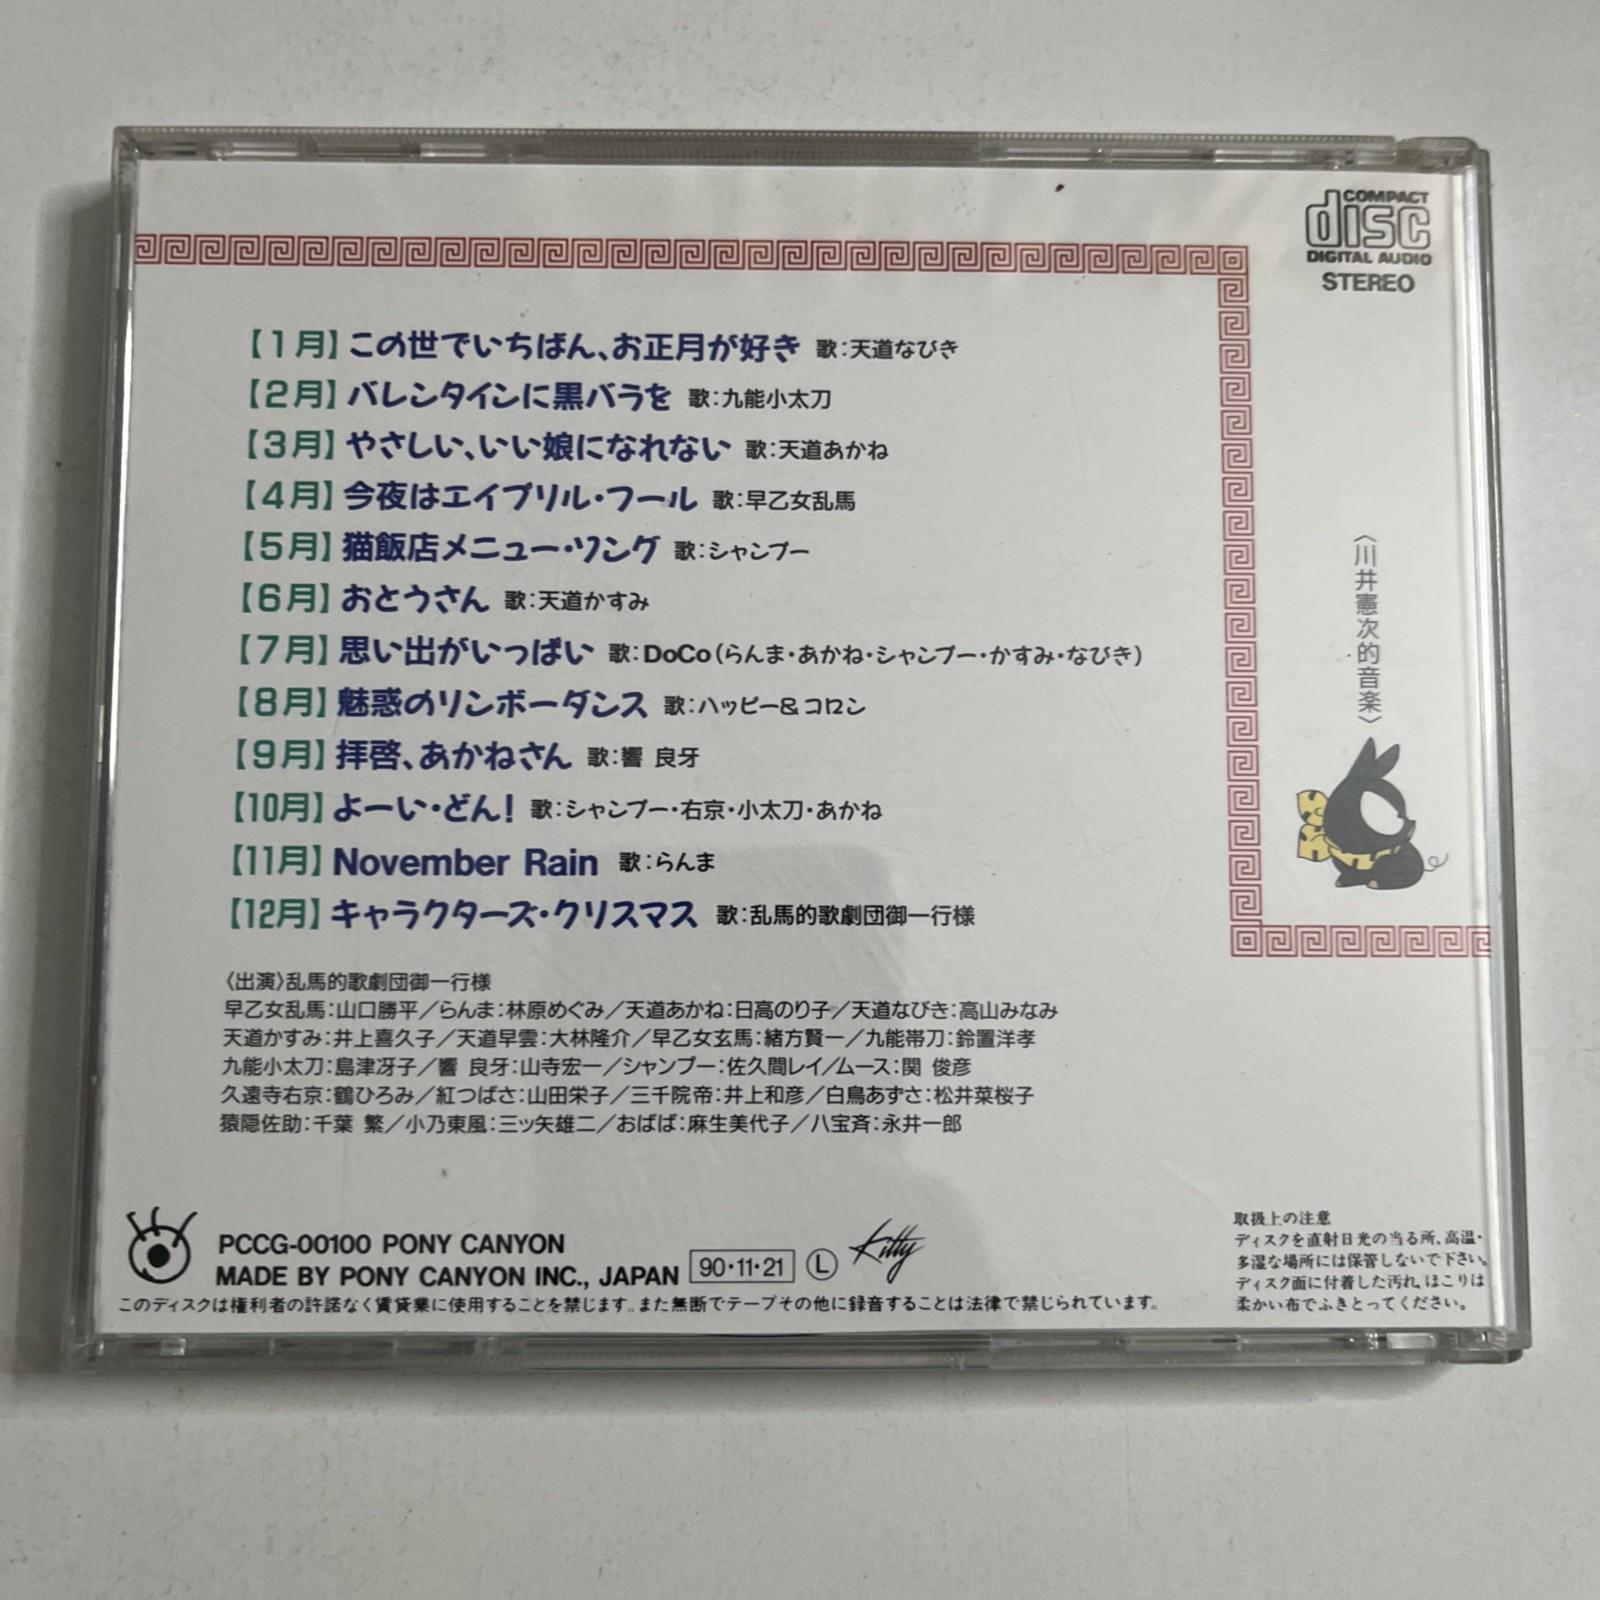 COMPACT
disc
DIGITAL AUDIO
STEREO
【1月】この世でいちばん、お正月が好き 歌:天道なびき
【2月】バレンタインに黒バラを 歌:九能小太刀
【3月】やさしい、いい娘になれない 歌:天道あかね
【4月】今夜はエイプリル・フール 歌:早乙女乱馬
【5月】猫飯店メニュー・ソング 歌:シャンプー
【6月】おとうさん 歌:天道かすみ
【7月】思い出がいっぱい 歌:DoCo(らんま・あかね・シャンプー・かすみ・なびき)
【8月】魅惑のリンボーダンス 歌:ハッピー&コロン
【9月】拝啓、あかねさん 歌:響 良牙
【10月】よーい・どん! 歌:シャンプー・右京・小太刀・あかね
【11月】November Rain 歌:らんま
【12月】キャラクターズ・クリスマス 歌:乱馬的歌劇団御一行様
〈川井憲次的音楽〉
〈出演〉乱馬的歌劇団御一行様
早乙女乱馬:山口勝平/らんま:林原めぐみ/天道あかね:日高のり子/天道なびき:高山みなみ
天道かすみ:井上喜久子/天道早雲:大林隆介/早乙女玄馬:緒方賢一/九能帯刀:鈴置洋孝
九能小太刀:島津冴子/響 良牙:山寺宏一/シャンプー:佐久間レイ/ムース:関 俊彦
久遠寺右京:鶴ひろみ/紅つばさ:山田栄子/三千院帝:井上和彦/白鳥あずさ:松井菜桜子
猿隠佐助:千葉 繁/小乃東風:三ッ矢雄二/おばば:麻生美代子/八宝斉:永井一郎
PCCG-00100 PONY CANYON
MADE BY PONY CANYON INC., JAPAN 90・11・21 Ⓛ Kitty
このディスクは権利者の許諾なく賃貸業に使用することを禁じます。また無断でテープその他に録音することは法律で禁じられています。
取扱上の注意
ディスクを直射日光の当る所、高温・
多湿な場所には保管しないで下さい。
ディスク面に付着した汚れ、ほこりは
柔かい布でふきとってください。